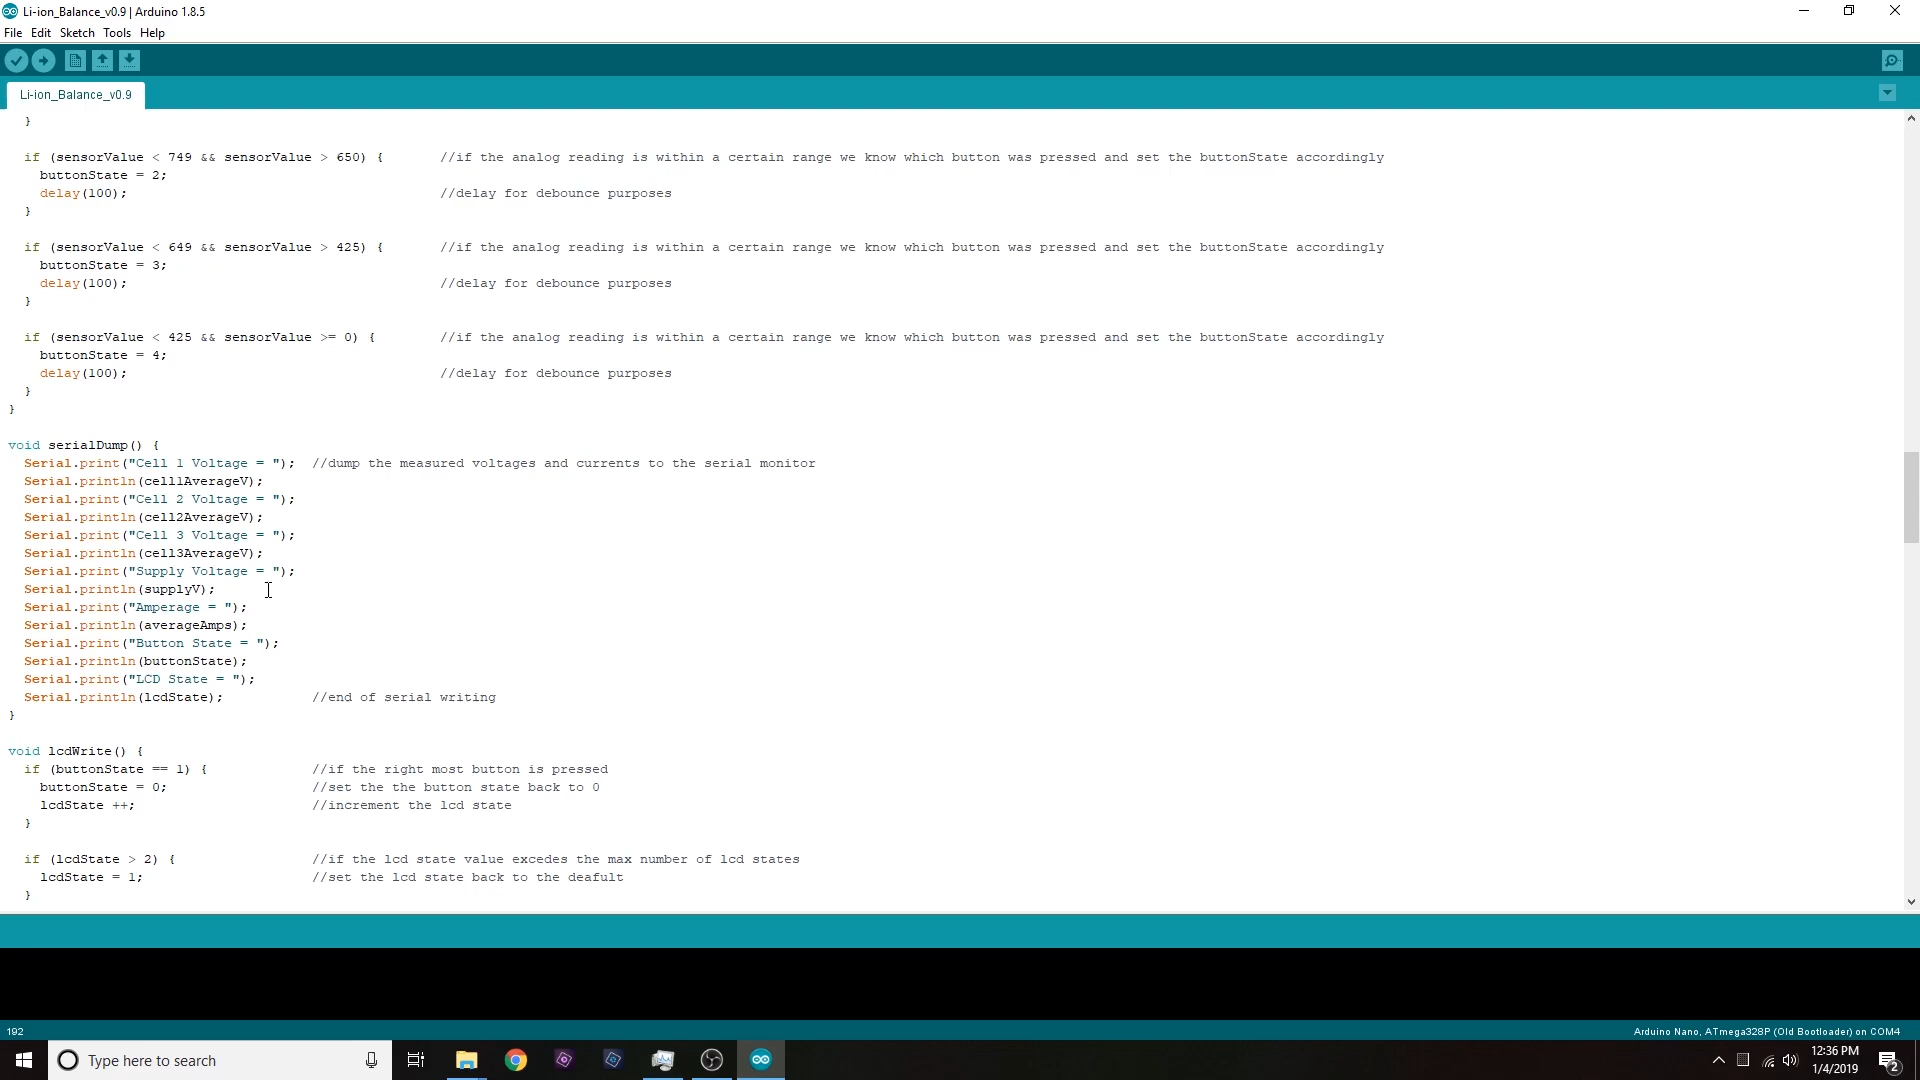 Li-ion_Balance_v0.9 | Arduino 1.8.5
File Edit Sketch Tools Help
Li-ion_Balance_v0.9
}
if (sensorValue < 749 && sensorValue > 650) { //if the analog reading is within a certain range we know which button was pressed and set the buttonState accordingly
buttonState = 2;
delay(100); //delay for debounce purposes
}
if (sensorValue < 649 && sensorValue > 425) { //if the analog reading is within a certain range we know which button was pressed and set the buttonState accordingly
buttonState = 3;
delay(100); //delay for debounce purposes
}
if (sensorValue < 425 && sensorValue >= 0) { //if the analog reading is within a certain range we know which button was pressed and set the buttonState accordingly
buttonState = 4;
delay(100); //delay for debounce purposes
}
}
void serialDump() {
Serial.print("Cell 1 Voltage = "); //dump the measured voltages and currents to the serial monitor
Serial.println(cell1AverageV);
Serial.print("Cell 2 Voltage = ");
Serial.println(cell2AverageV);
Serial.print("Cell 3 Voltage = ");
Serial.println(cell3AverageV);
Serial.print("Supply Voltage = ");
Serial.println(supplyV);
Serial.print("Amperage = ");
Serial.println(averageAmps);
Serial.print("Button State = ");
Serial.println(buttonState);
Serial.print("LCD State = ");
Serial.println(lcdState); //end of serial writing
}
void lcdWrite() {
if (buttonState == 1) { //if the right most button is pressed
buttonState = 0; //set the the button state back to 0
lcdState ++; //increment the lcd state
}
if (lcdState > 2) { //if the lcd state value excedes the max number of lcd states
lcdState = 1; //set the lcd state back to the deafult
}
192
Arduino Nano, ATmega328P (Old Bootloader) on COM4
Type here to search
12:36 PM
1/4/2019
2